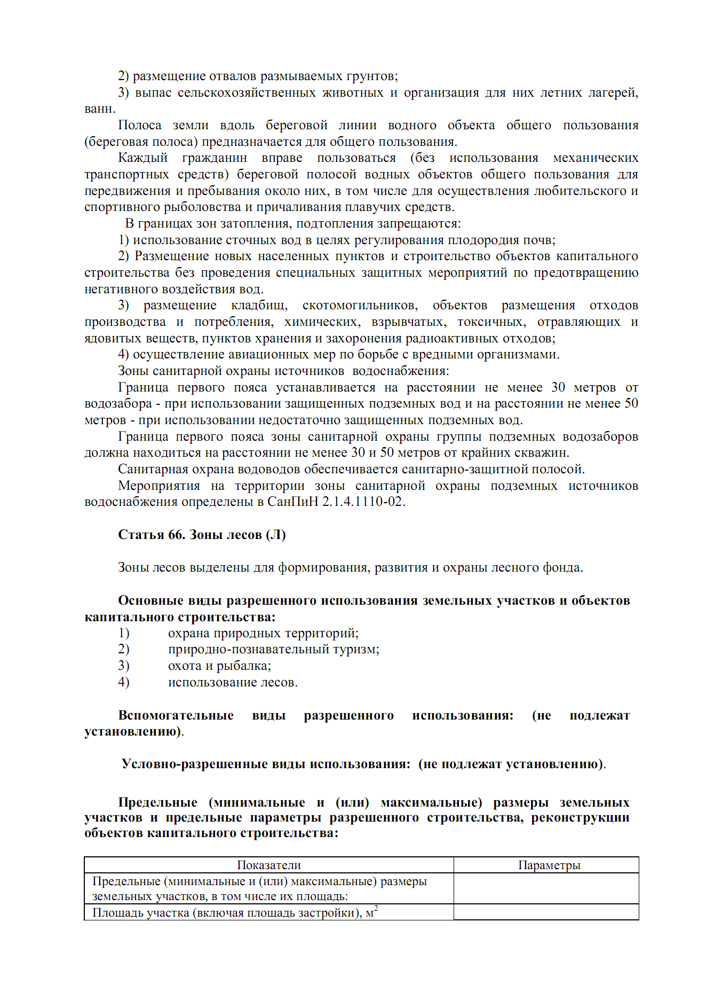 2) размещение отвалов размываемых грунтов;
3) выпас сельскохозяйственных животных и организация для них летних лагерей,
ванн.
Полоса земли вдоль береговой линии водного объекта общего пользования
(береговая полоса) предназначается для общего пользования.
Каждый гражданин вправе пользоваться (без использования механических
транспортных средств) береговой полосой водных объектов общего пользования для
передвижения и пребывания около них, в том числе для осуществления любительского и
спортивного рыболовства и причаливания плавучих средств.
В границах зон затопления, подтопления запрещаются:
1) использование сточных вод в целях регулирования плодородия почв;
2) Размещение новых населенных пунктов и строительство объектов капитального
строительства без проведения специальных защитных мероприятий по предотвращению
негативного воздействия вод.
3) размещение кладбищ, скотомогильников, объектов размещения отходов
производства и потребления, химических, взрывчатых, токсичных, отравляющих и
ядовитых веществ, пунктов хранения и захоронения радиоактивных отходов;
4) осуществление авиационных мер по борьбе с вредными организмами.
Зоны санитарной охраны источников водоснабжения:
Граница первого пояса устанавливается на расстоянии не менее 30 метров от
водозабора - при использовании защищенных подземных вод и на расстоянии не менее 50
метров - при использовании недостаточно защищенных подземных вод.
Граница первого пояса зоны санитарной охраны группы подземных водозаборов
должна находиться на расстоянии не менее 30 и 50 метров от крайних скважин.
Санитарная охрана водоводов обеспечивается санитарно-защитной полосой.
Мероприятия на территории зоны санитарной охраны подземных источников
водоснабжения определены в СанПиН 2.1.4.1110-02.
Статья 66. Зоны лесов (Л)
Зоны лесов выделены для формирования, развития и охраны лесного фонда.
Основные виды разрешенного использования земельных участков и объектов
капитального строительства:
1) охрана природных территорий;
2) природно-познавательный туризм;
3) охота и рыбалка;
4) использование лесов.
Вспомогательные виды разрешенного использования: (не подлежат
установлению).
Условно-разрешенные виды использования: (не подлежат установлению).
Предельные (минимальные и (или) максимальные) размеры земельных
участков и предельные параметры разрешенного строительства, реконструкции
объектов капитального строительства:
Показатели Параметры
Предельные (минимальные и (или) максимальные) размеры
земельных участков, в том числе их площадь:
Площадь участка (включая площадь застройки), м²